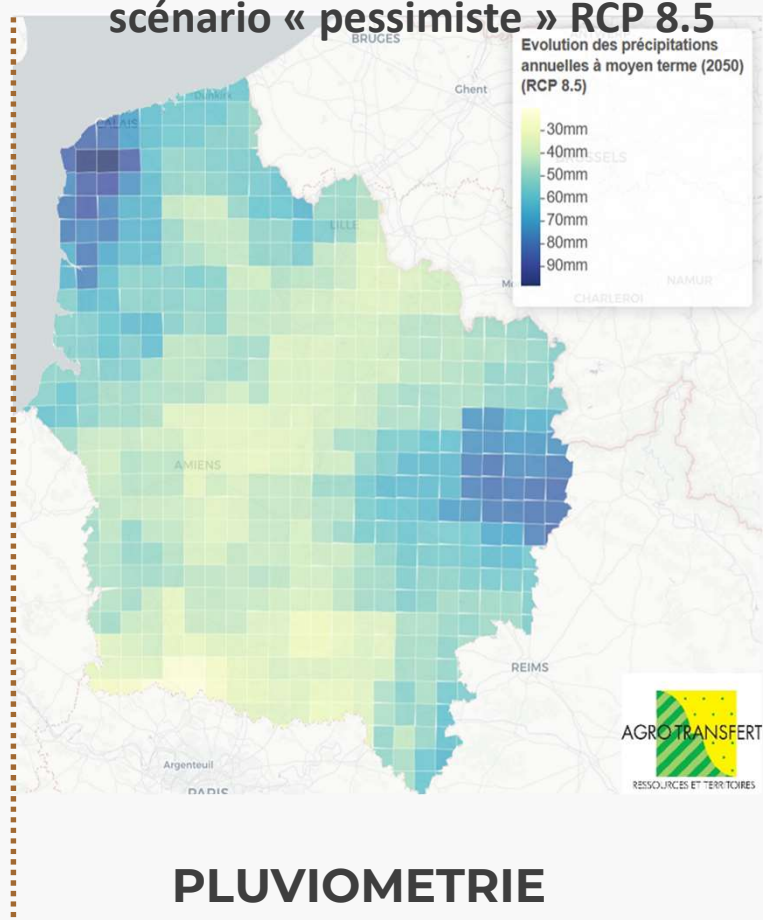 scénario « pessimiste » RCP 8.5
BRUGES
Evolution des précipitations
annuelles à moyen terme (2050)
(RCP 8.5)
Ghent
Dunkirk
CALAIS
30mm
40mm
BRUSSELS
50mm
60mm
LILLE
70mm
80mm
90mm
NAMUR
CHARLEROI
AMIENS
REIMS
AGRO TRANSFERT
RESSOURCES ET TERRITOIRES
Argenteuil
PARIS
PLUVIOMETRIE